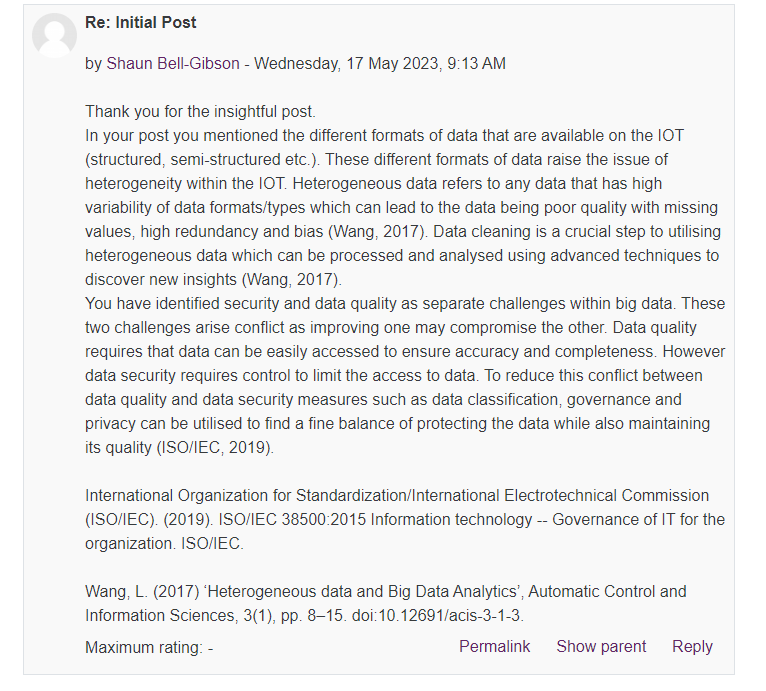 Re: Initial Post
by Shaun Bell-Gibson - Wednesday, 17 May 2023, 9:13 AM
Thank you for the insightful post.
In your post you mentioned the different formats of data that are available on the IOT
(structured, semi-structured etc.). These different formats of data raise the issue of
heterogeneity within the IOT. Heterogeneous data refers to any data that has high
variability of data formats/types which can lead to the data being poor quality with missing
values, high redundancy and bias (Wang, 2017). Data cleaning is a crucial step to utilising
heterogeneous data which can be processed and analysed using advanced techniques to
discover new insights (Wang, 2017).
You have identified security and data quality as separate challenges within big data. These
two challenges arise conflict as improving one may compromise the other. Data quality
requires that data can be easily accessed to ensure accuracy and completeness. However
data security requires control to limit the access to data. To reduce this conflict between
data quality and data security measures such as data classification, governance and
privacy can be utilised to find a fine balance of protecting the data while also maintaining
its quality (ISO/IEC, 2019).
International Organization for Standardization/International Electrotechnical Commission
(ISO/IEC). (2019). ISO/IEC 38500:2015 Information technology -- Governance of IT for the
organization. ISO/IEC.
Wang, L. (2017) ‘Heterogeneous data and Big Data Analytics’, Automatic Control and
Information Sciences, 3(1), pp. 8–15. doi:10.12691/acis-3-1-3.
Maximum rating: - Permalink Show parent Reply